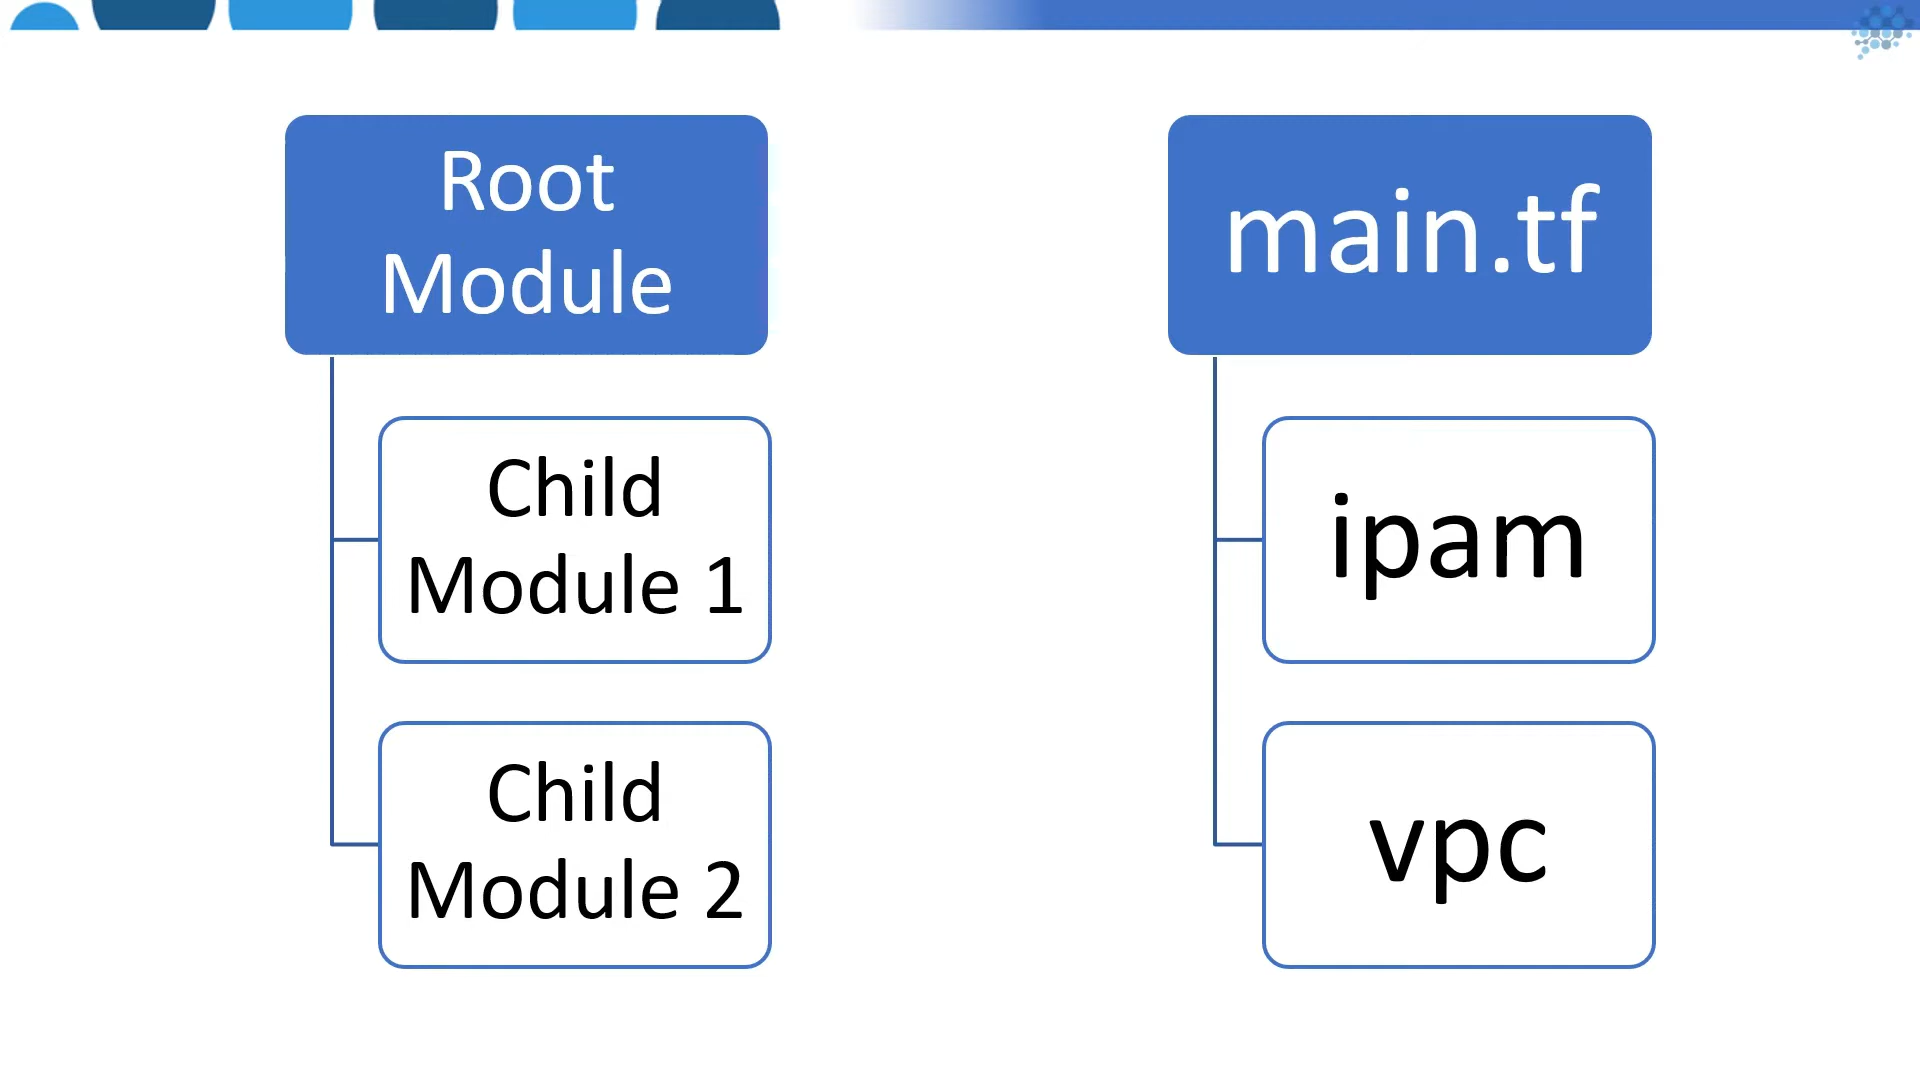 Root
Module
Child
Module 1
Child
Module 2
main.tf
ipam
vpc